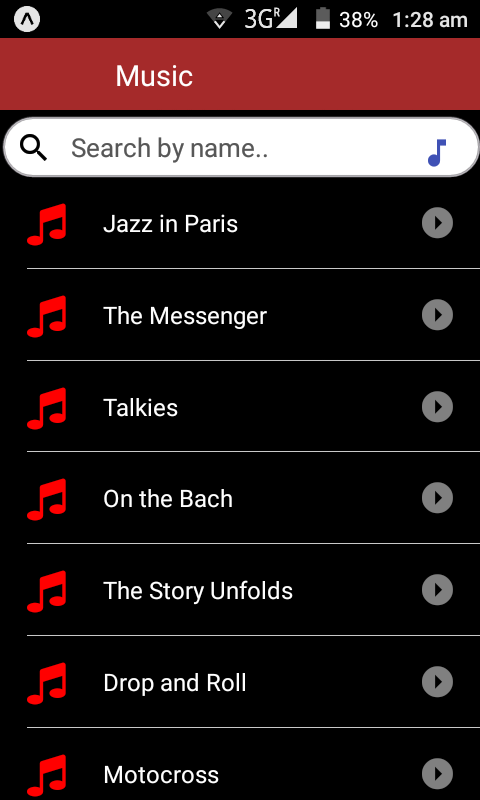 3G R 38% 1:28 am
Music
Search by name..
Jazz in Paris
The Messenger
Talkies
On the Bach
The Story Unfolds
Drop and Roll
Motocross